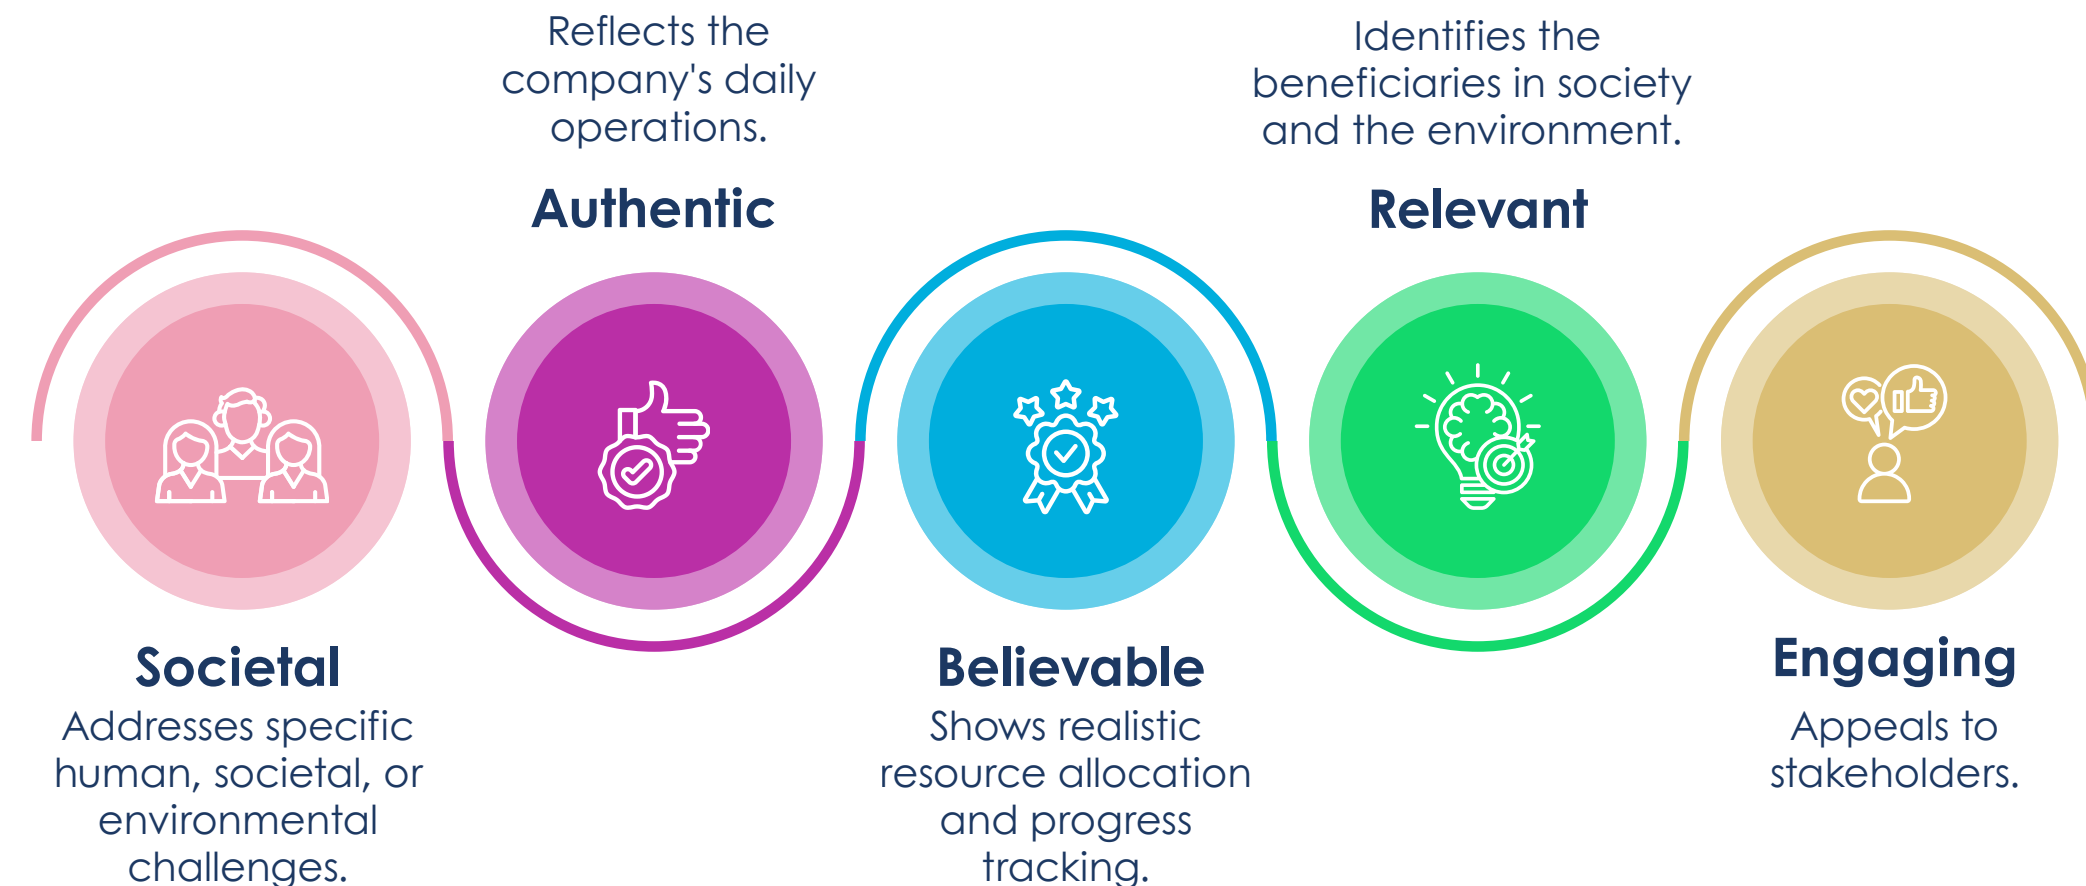 Reflects the
company's daily
operations.
Authentic
Identifies the
beneficiaries in society
and the environment.
Relevant
Societal
Addresses specific
human, societal, or
environmental
challenges.
Believable
Shows realistic
resource allocation
and progress
tracking.
Engaging
Appeals to
stakeholders.